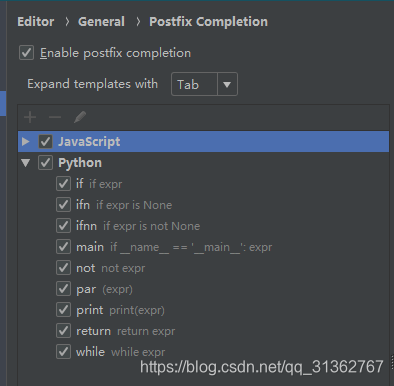 Editor > General > Postfix Completion
Enable postfix completion
Expand templates with Tab
JavaScript
Python
if if expr
ifn if expr is None
ifnn if expr is not None
main if __name__ == '__main__': expr
not not expr
par (expr)
print print(expr)
return return expr
while while expr
https://blog.csdn.net/qq_31362767